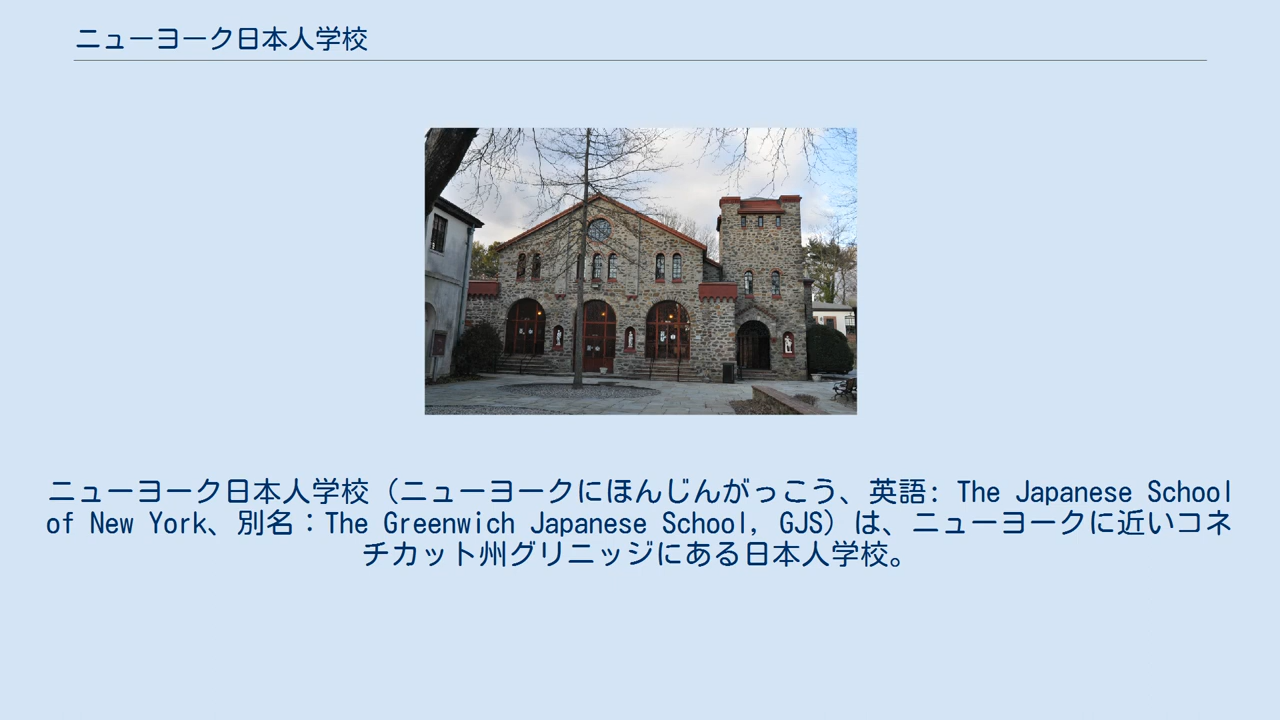 ニューヨーク日本人学校
ニューヨーク日本人学校（ニューヨークにほんじんがっこう、英語: The Japanese School
of New York、別名：The Greenwich Japanese School, GJS）は、ニューヨークに近いコネ
チカット州グリニッジにある日本人学校。